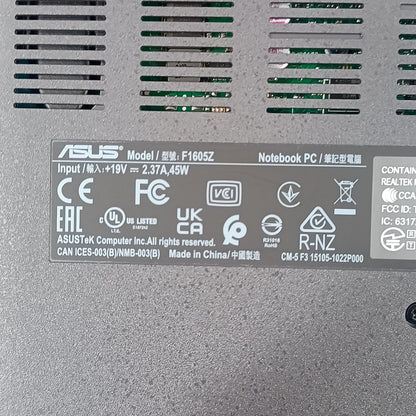 ASUS Model / 型號: F1605Z Notebook PC / 筆記型電腦
Input / 輸入: +19V ⎓ 2.37A, 45W
CE FC VCI
EAC UL US LISTED UK CA R31018 RoHS R-NZ
I.T.E. E187242
ASUSTeK Computer Inc. All rights reserved.
CAN ICES-003(B)/NMB-003(B) Made in China/中國製造 CM-5 F3 15105-1022P000
CONTAIN
REALTEK
CCA
FCC ID:
IC: 6317